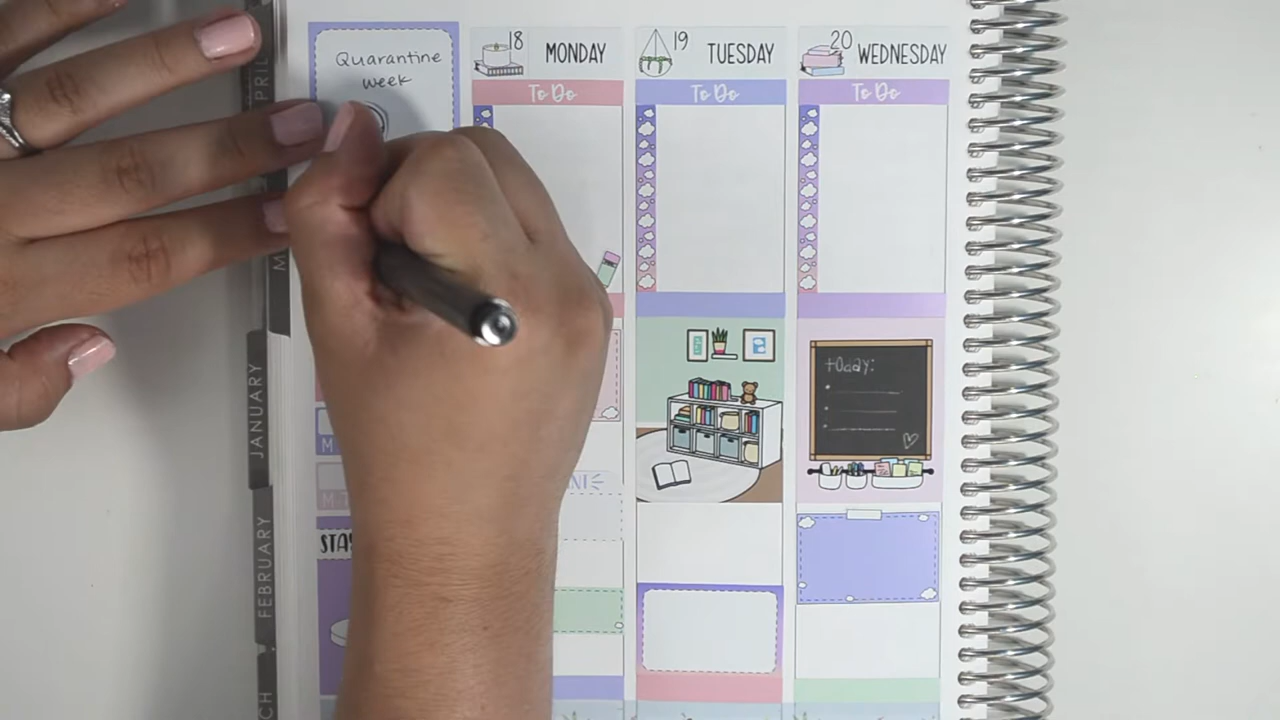 Quarantine
week
18 MONDAY
19 TUESDAY
20 WEDNESDAY
To Do
To Do
To Do
today:
JANUARY
FEBRUARY